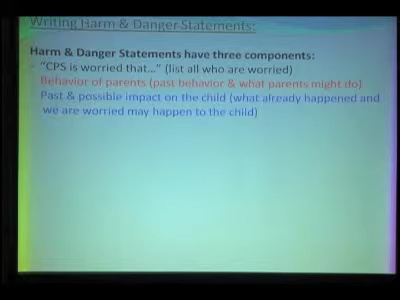 Writing Harm & Danger Statements:
Harm & Danger Statements have three components:
- "CPS is worried that..." (list all who are worried)
Behavior of parents (past behavior & what parents might do)
Past & possible impact on the child (what already happened and
we are worried may happen to the child)